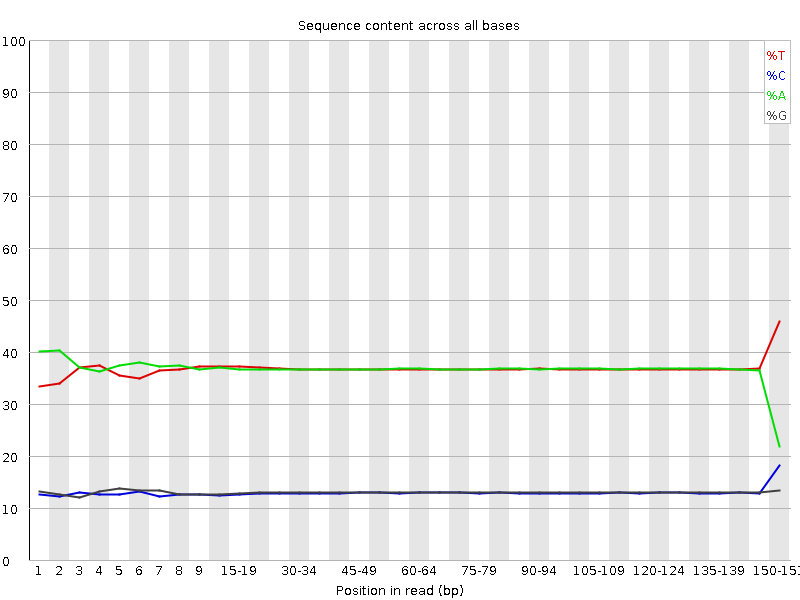 Sequence content across all bases
100
90
80
70
60
50
40
30
20
10
0
%T
%C
%A
%G
1 2 3 4 5 6 7 8 9 15-19 30-34 45-49 60-64 75-79 90-94 105-109 120-124 135-139 150-151
Position in read (bp)